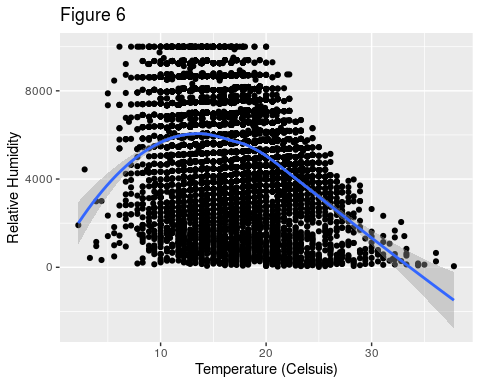 Figure 6
8000
4000
0
Relative Humidity
10 20 30
Temperature (Celsuis)